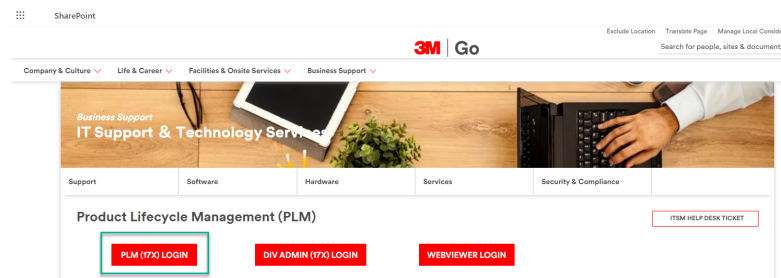 SharePoint
Exclude Location Translate Page Manage Local Conside
3M Go
Search for people, sites & document
Company & Culture Life & Career Facilities & Onsite Services Business Support
Business Support
IT Support & Technology Services
Support Software Hardware Services Security & Compliance
Product Lifecycle Management (PLM)
ITSM HELP DESK TICKET
PLM (17X) LOGIN DIV ADMIN (17X) LOGIN WEBVIEWER LOGIN